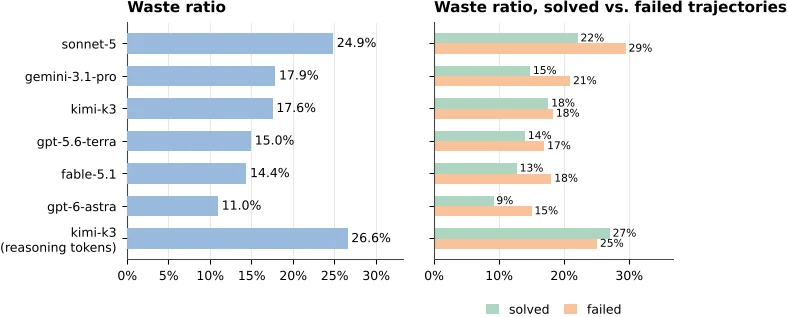 Waste ratio
sonnet-5
24.9%
gemini-3.1-pro
17.9%
kimi-k3
17.6%
gpt-5.6-terra
15.0%
fable-5.1
14.4%
gpt-6-astra
11.0%
kimi-k3
(reasoning tokens)
26.6%
0% 5% 10% 15% 20% 25% 30%
Waste ratio, solved vs. failed trajectories
22%
29%
15%
21%
18%
18%
14%
17%
13%
18%
9%
15%
27%
25%
0% 10% 20% 30%
solved failed